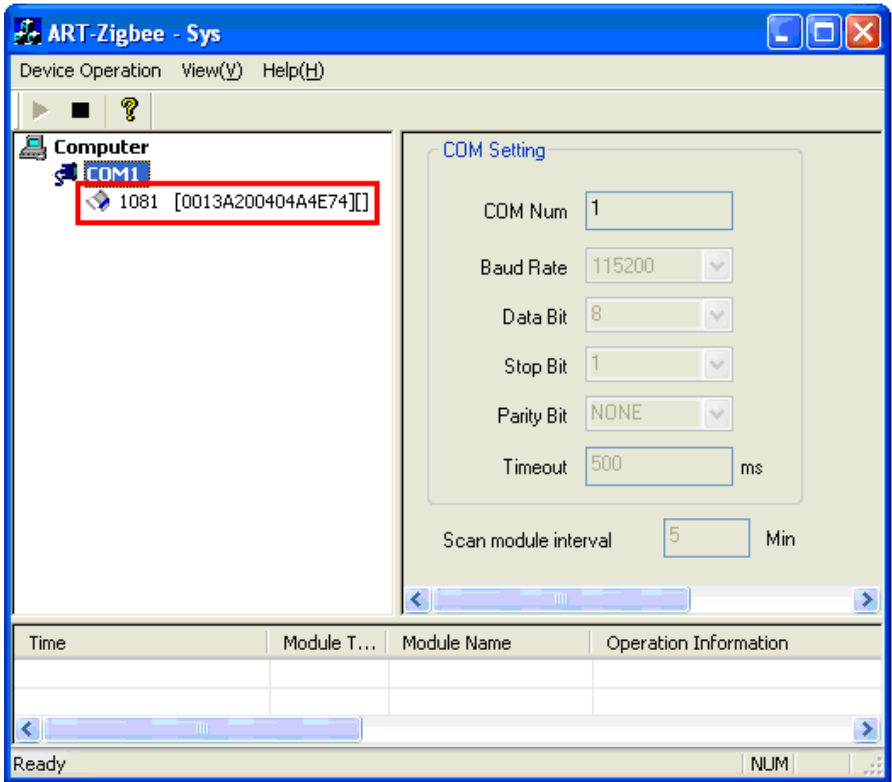 ART-Zigbee - Sys
Device Operation View(V) Help(H)
Computer
COM1
1081 [0013A200404A4E74][]
COM Setting
COM Num 1
Baud Rate 115200
Data Bit 8
Stop Bit 1
Parity Bit NONE
Timeout 500 ms
Scan module interval 5 Min
Time Module T... Module Name Operation Information
Ready NUM